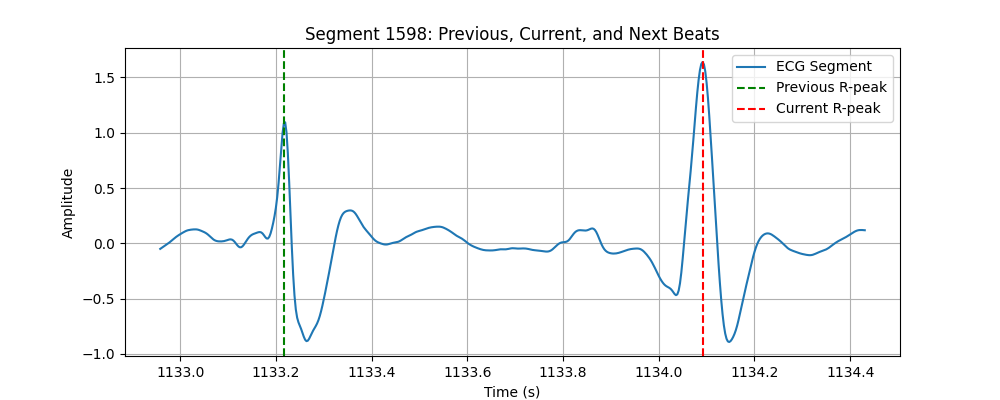 Segment 1598: Previous, Current, and Next Beats
ECG Segment
Previous R-peak
Current R-peak
Amplitude
1.5
1.0
0.5
0.0
−0.5
−1.0
1133.0 1133.2 1133.4 1133.6 1133.8 1134.0 1134.2 1134.4
Time (s)